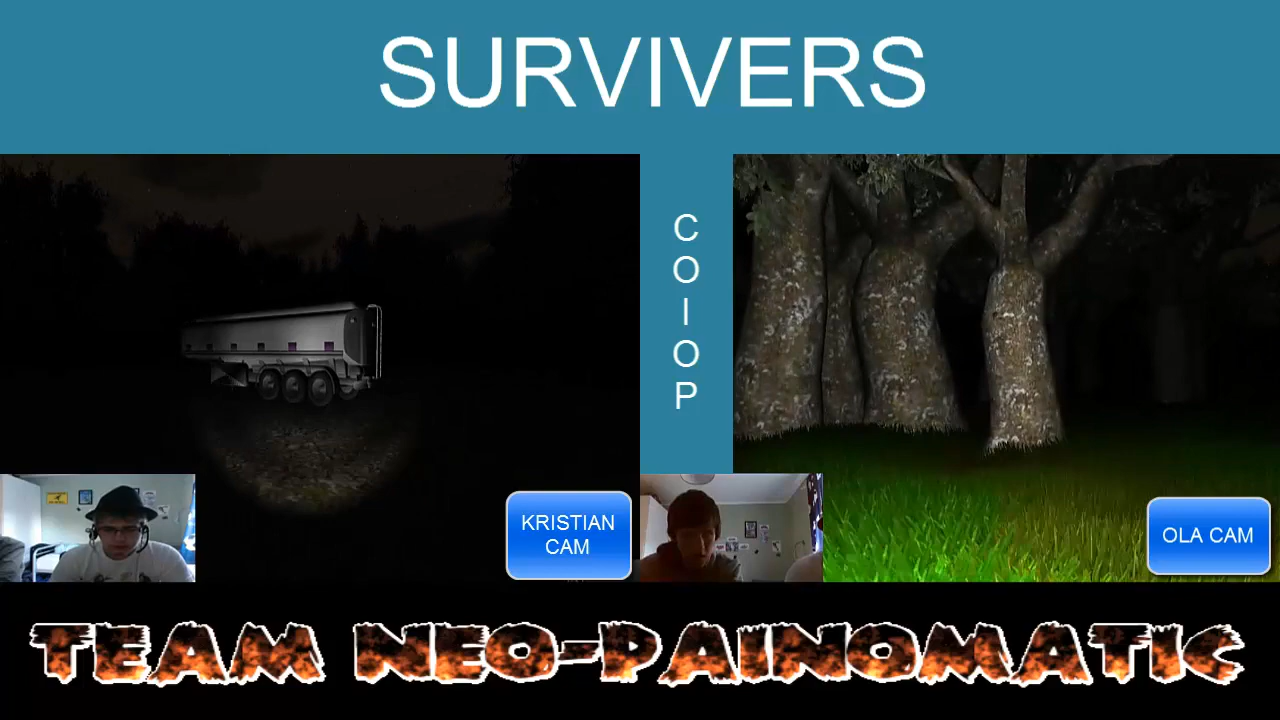 SURVIVERS
C
O
I
O
P
KRISTIAN
CAM
OLA CAM
TEAM NEO-PAINOMATIC